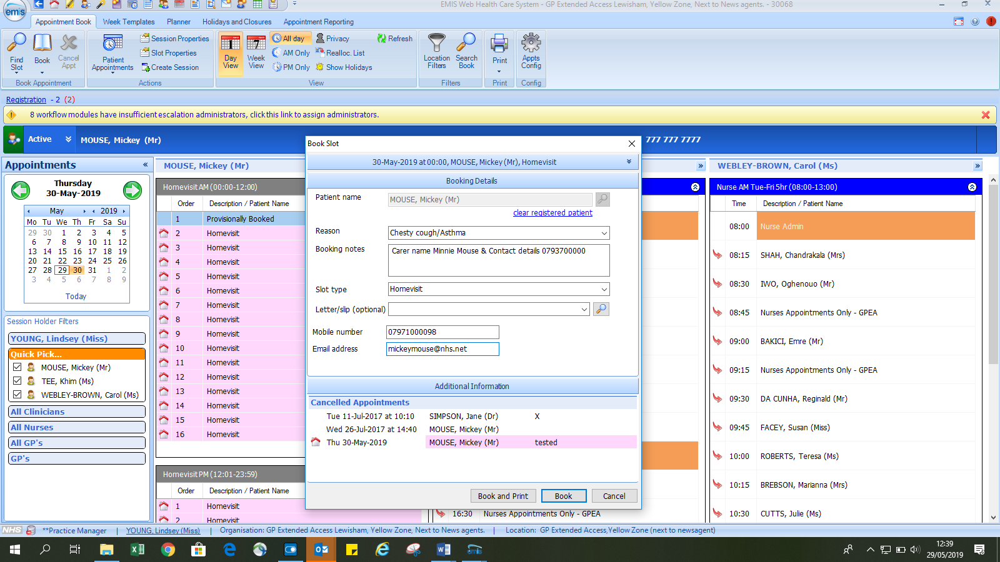 EMIS Web Health Care System - GP Extended Access Lewisham, Yellow Zone, Next to News agents. - 30068
emis
Appointment Book Week Templates Planner Holidays and Closures Appointment Reporting
Find Slot
Book
Cancel Appt
Book Appointment
Patient Appointments
Session Properties
Slot Properties
Create Session
Actions
1 Day View
7 Week View
All day
AM Only
PM Only
Privacy
Realloc. List
Show Holidays
Refresh
View
Location Filters
Search Book
Filters
Print
Print
Appts Config
Config
Registration - 2 (2)
8 workflow modules have insufficient escalation administrators, click this link to assign administrators.
Active MOUSE, Mickey (Mr) 777 777 7777
Appointments «
Thursday
30-May-2019
May 2019
Mo Tu We Th Fr Sa Su
29 30 1 2 3 4 5
6 7 8 9 10 11 12
13 14 15 16 17 18 19
20 21 22 23 24 25 26
27 28 29 30 31 1 2
3 4 5 6 7 8 9
Today
Session Holder Filters
YOUNG, Lindsey (Miss)
Quick Pick...
MOUSE, Mickey (Mr)
TEE, Khim (Ms)
WEBLEY-BROWN, Carol (Ms)
All Clinicians
All Nurses
All GP's
GP's
MOUSE, Mickey (Mr)
Homevisit AM (00:00-12:00)
Order Description / Patient Name
1 Provisionally Booked
2 Homevisit
3 Homevisit
4 Homevisit
5 Homevisit
6 Homevisit
7 Homevisit
8 Homevisit
9 Homevisit
10 Homevisit
11 Homevisit
12 Homevisit
13 Homevisit
14 Homevisit
15 Homevisit
16 Homevisit
Homevisit PM (12:01-23:59)
Order Description / Patient Name
1 Homevisit
2 Homevisit
Book Slot
30-May-2019 at 00:00, MOUSE, Mickey (Mr), Homevisit
Booking Details
Patient name MOUSE, Mickey (Mr)
clear registered patient
Reason Chesty cough/Asthma
Booking notes Carer name Minnie Mouse & Contact details 0793700000
Slot type Homevisit
Letter/slip (optional)
Mobile number 07971000098
Email address mickeymouse@nhs.net
Additional Information
Cancelled Appointments
Tue 11-Jul-2017 at 10:10 SIMPSON, Jane (Dr) X
Wed 26-Jul-2017 at 14:40 MOUSE, Mickey (Mr)
Thu 30-May-2019 MOUSE, Mickey (Mr) tested
Book and Print Book Cancel
16:30 Nurses Appointments Only - GPEA
»
WEBLEY-BROWN, Carol (Ms) »
Nurse AM Tue-Fri 5hr (08:00-13:00)
Time Description / Patient Name
08:00 Nurse Admin
08:15 SHAH, Chandrakala (Mrs)
08:30 IWO, Oghenouo (Mr)
08:45 Nurses Appointments Only - GPEA
09:00 BAKICI, Emre (Mr)
09:15 Nurses Appointments Only - GPEA
09:30 DA CUNHA, Reginald (Mr)
09:45 FACEY, Susan (Miss)
10:00 ROBERTS, Teresa (Ms)
10:15 BREBSON, Marianna (Mrs)
10:30 CUTTS, Julie (Ms)
NHS **Practice Manager | YOUNG, Lindsey (Miss) | Organisation: GP Extended Access Lewisham, Yellow Zone, Next to News agents. | Location: GP Extended Access,Yellow Zone (next to newsagent)
12:39
29/05/2019